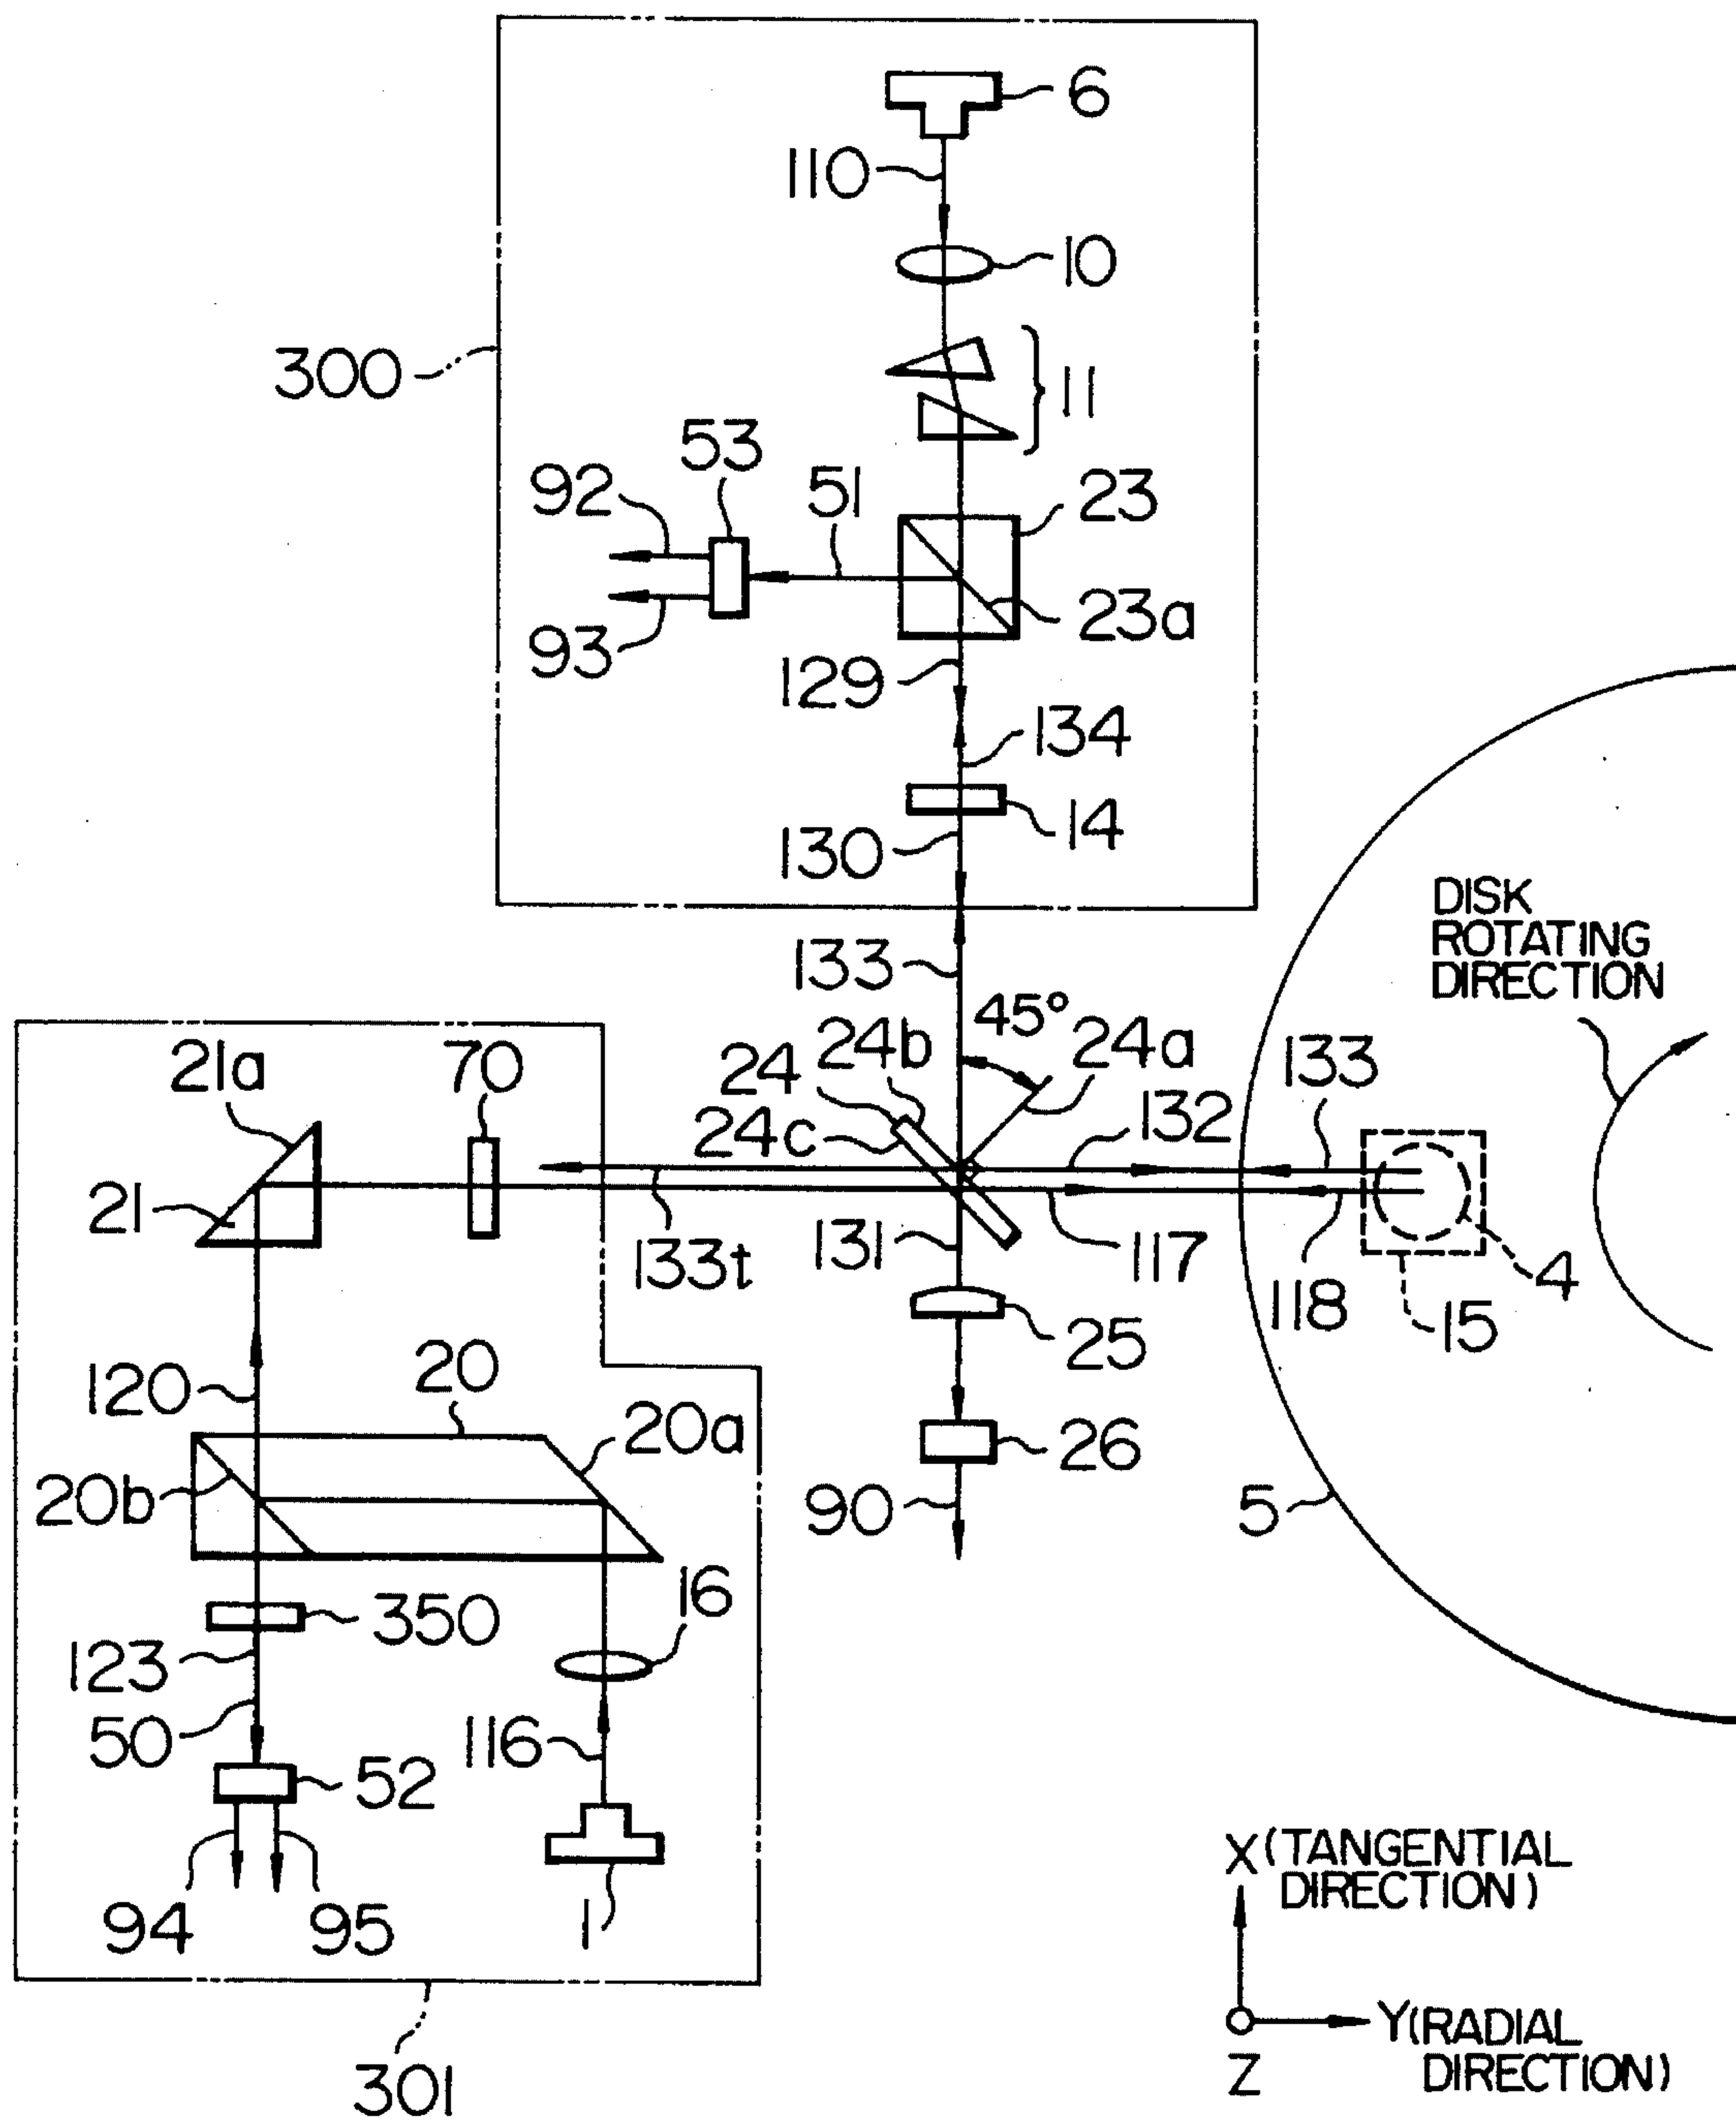 6
110
10
300
11
53
92
51
23
93
23a
129
134
14
130
DISK
ROTATING
DIRECTION
133
45°
24b
24a
24
133
21a
70
24c
132
21
131
117
4
133t
118
15
25
120
20
20a
26
20b
90
5
16
350
123
50
116
52
X (TANGENTIAL
DIRECTION)
94
95
1
Y(RADIAL
DIRECTION)
Z
301